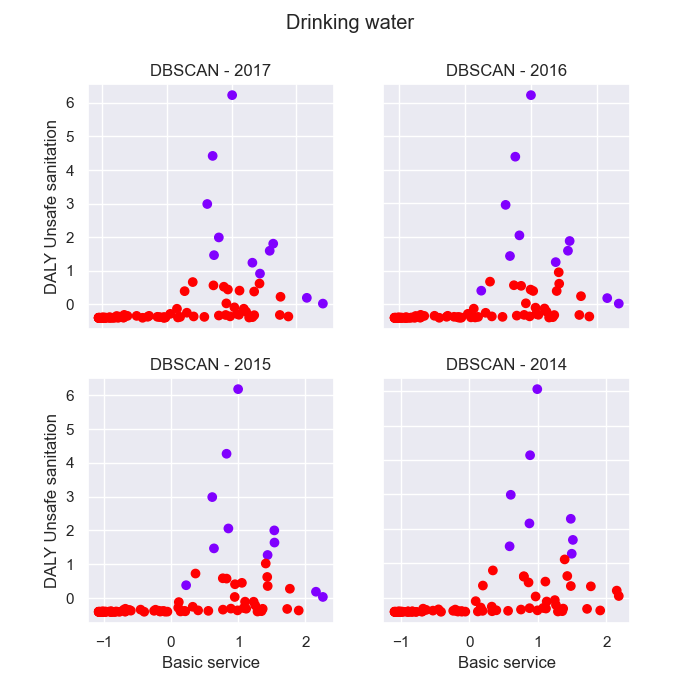 Drinking water
DBSCAN - 2017
DBSCAN - 2016
DALY Unsafe sanitation
6
5
4
3
2
1
0
DBSCAN - 2015
DBSCAN - 2014
DALY Unsafe sanitation
6
5
4
3
2
1
0
−1 0 1 2
−1 0 1 2
Basic service
Basic service